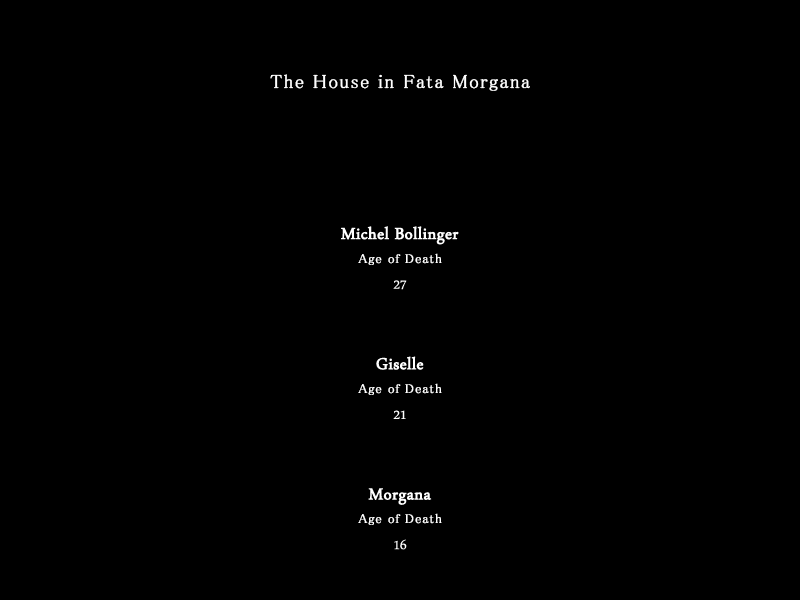 The House in Fata Morgana
Michel Bollinger
Age of Death
27
Giselle
Age of Death
21
Morgana
Age of Death
16